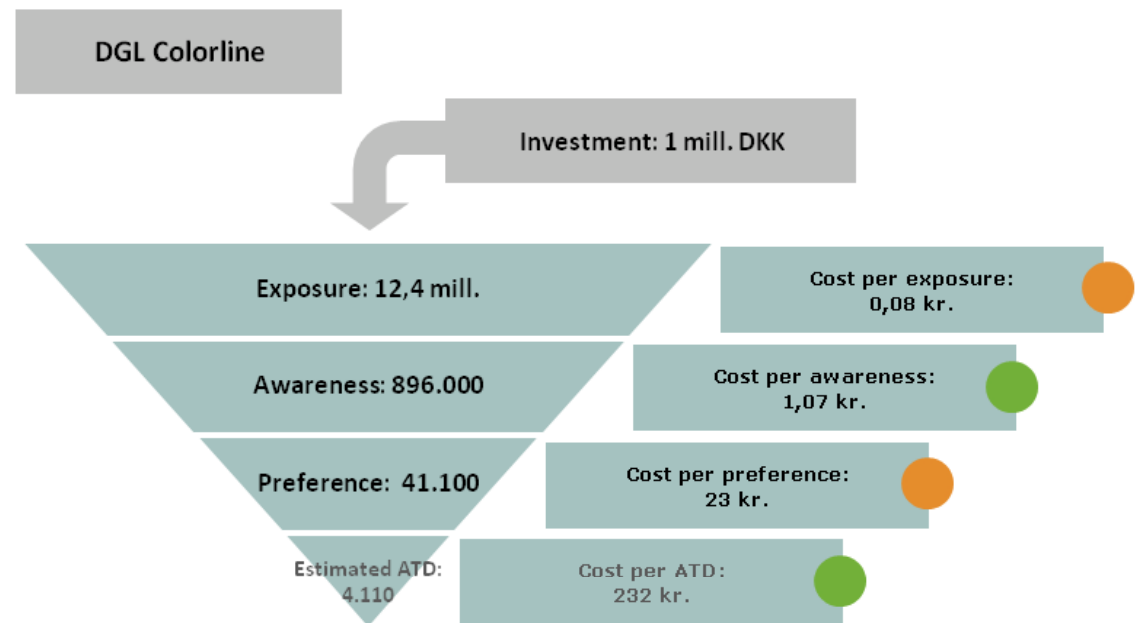 DGL Colorline
Investment: 1 mill. DKK
Exposure: 12,4 mill.
Cost per exposure:
0,08 kr.
Awareness: 896.000
Cost per awareness:
1,07 kr.
Preference: 41.100
Cost per preference:
23 kr.
Estimated ATD:
4.110
Cost per ATD:
232 kr.